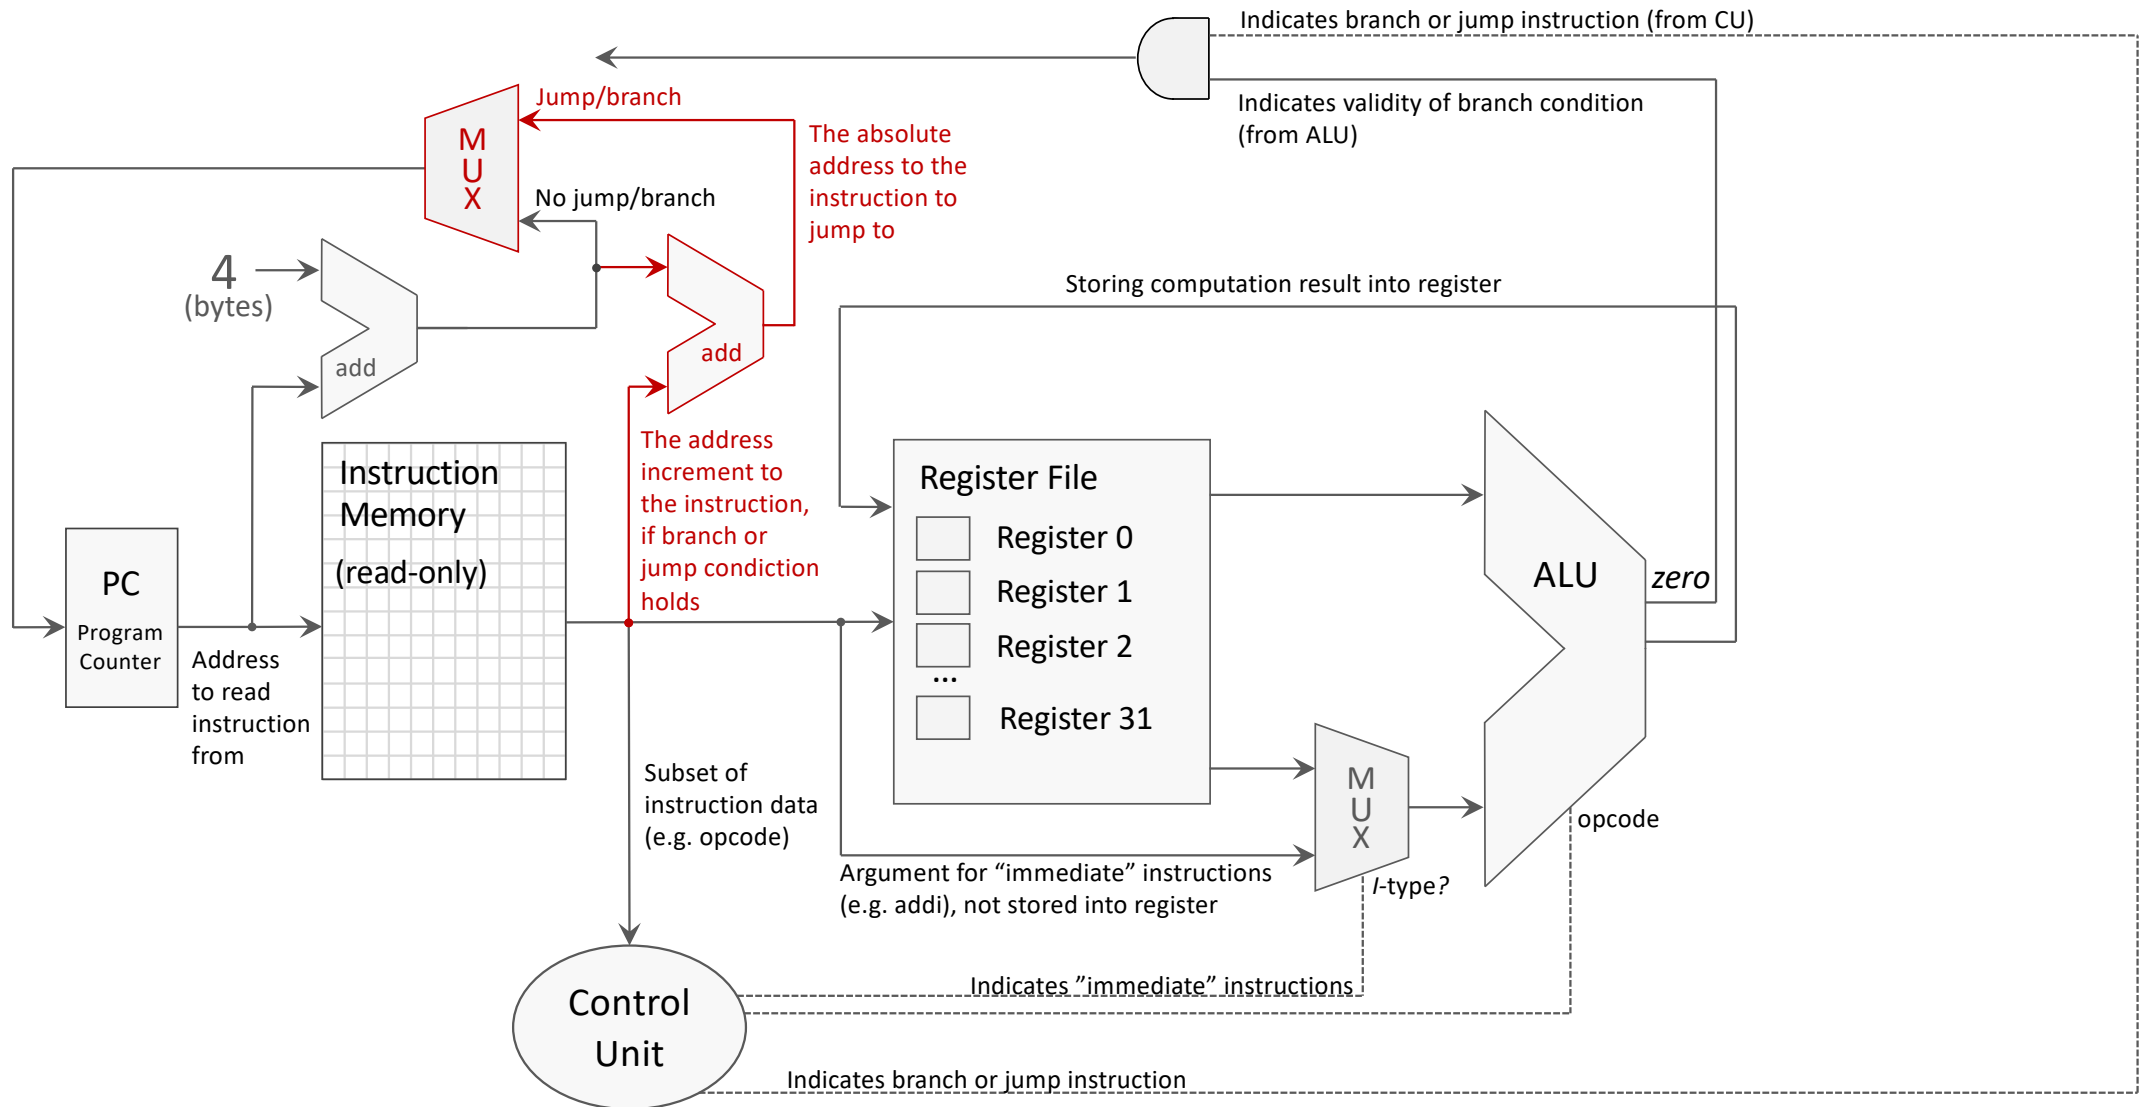 Indicates branch or jump instruction (from CU)
Jump/branch
Indicates validity of branch condition
(from ALU)
M
U
X
The absolute
address to the
instruction to
jump to
No jump/branch
4
(bytes)
add
add
Storing computation result into register
The address
increment to
the instruction,
if branch or
jump condiction
holds
Instruction
Memory
(read-only)
Register File
Register 0
Register 1
Register 2
...
Register 31
ALU
zero
PC
Program
Counter
Address
to read
instruction
from
Subset of
instruction data
(e.g. opcode)
M
U
X
opcode
Argument for “immediate” instructions
(e.g. addi), not stored into register
I-type?
Indicates ”immediate” instructions
Control
Unit
Indicates branch or jump instruction